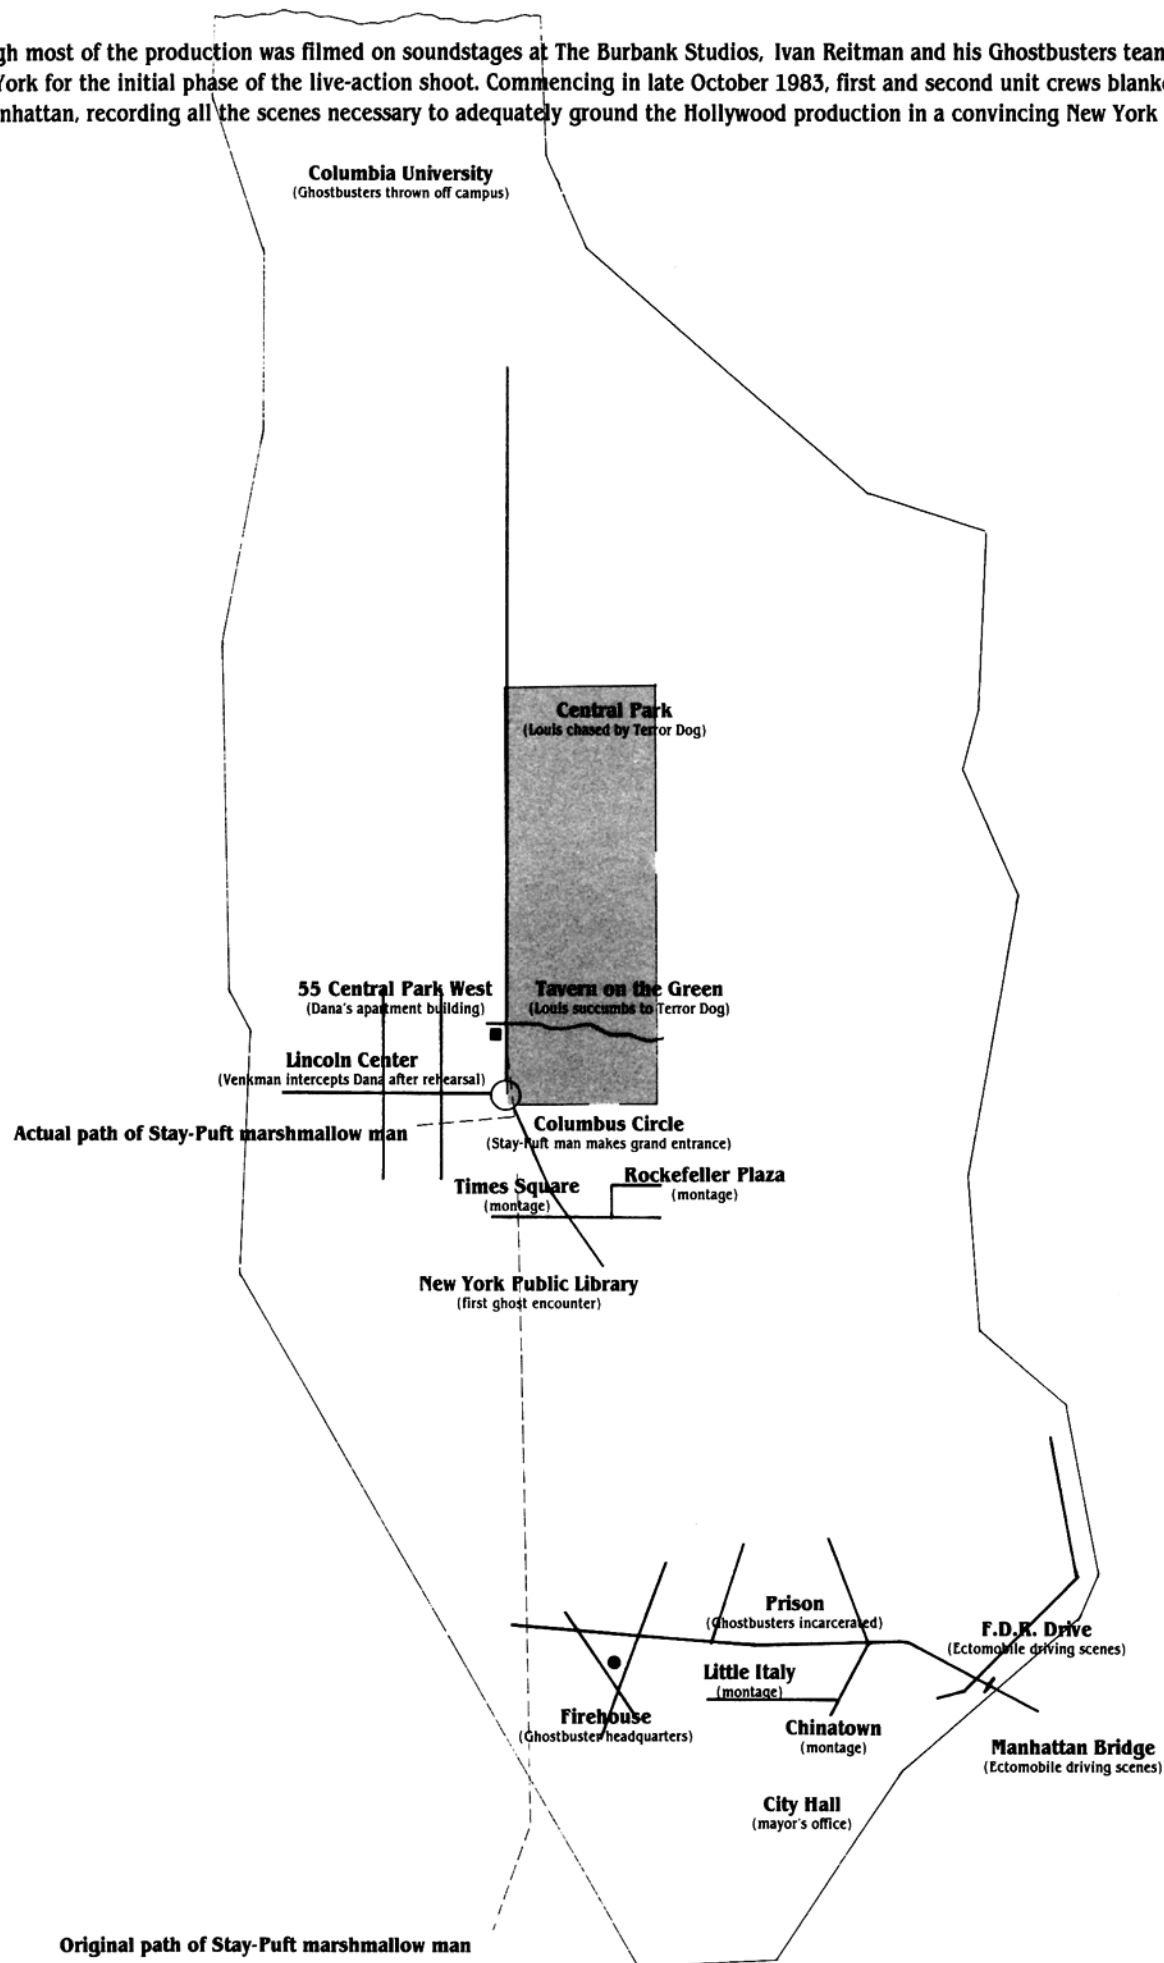 gh most of the production was filmed on soundstages at The Burbank Studios, Ivan Reitman and his Ghostbusters team
York for the initial phase of the live-action shoot. Commencing in late October 1983, first and second unit crews blanke
nhattan, recording all the scenes necessary to adequately ground the Hollywood production in a convincing New York
Columbia University
(Ghostbusters thrown off campus)
Central Park
(Louis chased by Terror Dog)
55 Central Park West
(Dana's apartment building)
Tavern on the Green
(Louis succumbs to Terror Dog)
Lincoln Center
(Venkman intercepts Dana after rehearsal)
Actual path of Stay-Puft marshmallow man
Columbus Circle
(Stay-Puft man makes grand entrance)
Rockefeller Plaza
(montage)
Times Square
(montage)
New York Public Library
(first ghost encounter)
Prison
(Ghostbusters incarcerated)
F.D.R. Drive
(Ectomobile driving scenes)
Little Italy
(montage)
Firehouse
(Ghostbuster headquarters)
Chinatown
(montage)
Manhattan Bridge
(Ectomobile driving scenes)
City Hall
(mayor's office)
Original path of Stay-Puft marshmallow man